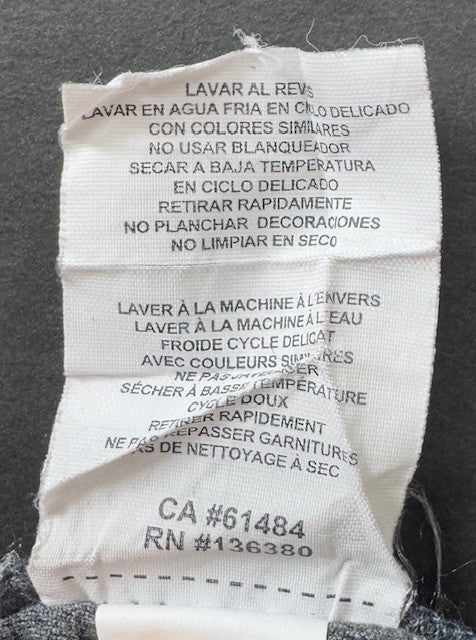 LAVAR AL REVS
LAVAR EN AGUA FRIA EN CICLO DELICADO
CON COLORES SIMILARES
NO USAR BLANQUEADOR
SECAR A BAJA TEMPERATURA
EN CICLO DELICADO
RETIRAR RAPIDAMENTE
NO PLANCHAR DECORACIONES
NO LIMPIAR EN SECO
LAVER À LA MACHINE À L'ENVERS
LAVER À LA MACHINE À L'EAU
FROIDE CYCLE DELICAT
AVEC COULEURS SIMILAIRES
NE PAS
SÉCHER À BASSE TEMPÉRATURE
CYCLE DOUX
RETIRER RAPIDEMENT
NE PAS REPASSER GARNITURES
PAS DE NETTOYAGE À SEC
CA #61484
RN #136380